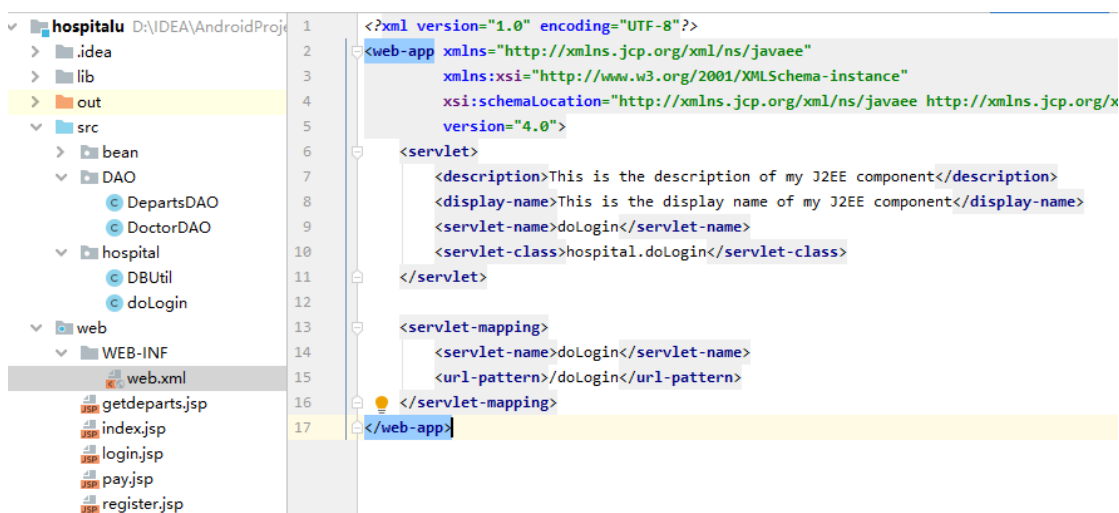 hospitalu D:\IDEA\AndroidProje
.idea
lib
out
src
bean
DAO
DepartsDAO
DoctorDAO
hospital
DBUtil
doLogin
web
WEB-INF
web.xml
getdeparts.jsp
index.jsp
login.jsp
pay.jsp
register.jsp
1 <?xml version="1.0" encoding="UTF-8"?>
2 <web-app xmlns="http://xmlns.jcp.org/xml/ns/javaee"
3 xmlns:xsi="http://www.w3.org/2001/XMLSchema-instance"
4 xsi:schemaLocation="http://xmlns.jcp.org/xml/ns/javaee http://xmlns.jcp.org/x
5 version="4.0">
6 <servlet>
7 <description>This is the description of my J2EE component</description>
8 <display-name>This is the display name of my J2EE component</display-name>
9 <servlet-name>doLogin</servlet-name>
10 <servlet-class>hospital.doLogin</servlet-class>
11 </servlet>
12
13 <servlet-mapping>
14 <servlet-name>doLogin</servlet-name>
15 <url-pattern>/doLogin</url-pattern>
16 </servlet-mapping>
17 </web-app>